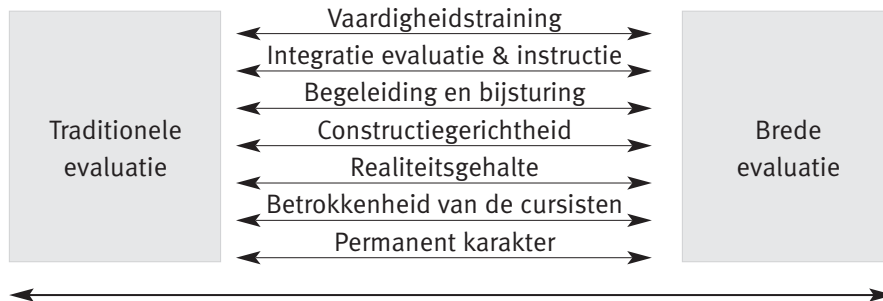 Traditionele
evaluatie
Vaardigheidstraining
Integratie evaluatie & instructie
Begeleiding en bijsturing
Constructiegerichtheid
Realiteitsgehalte
Betrokkenheid van de cursisten
Permanent karakter
Brede
evaluatie